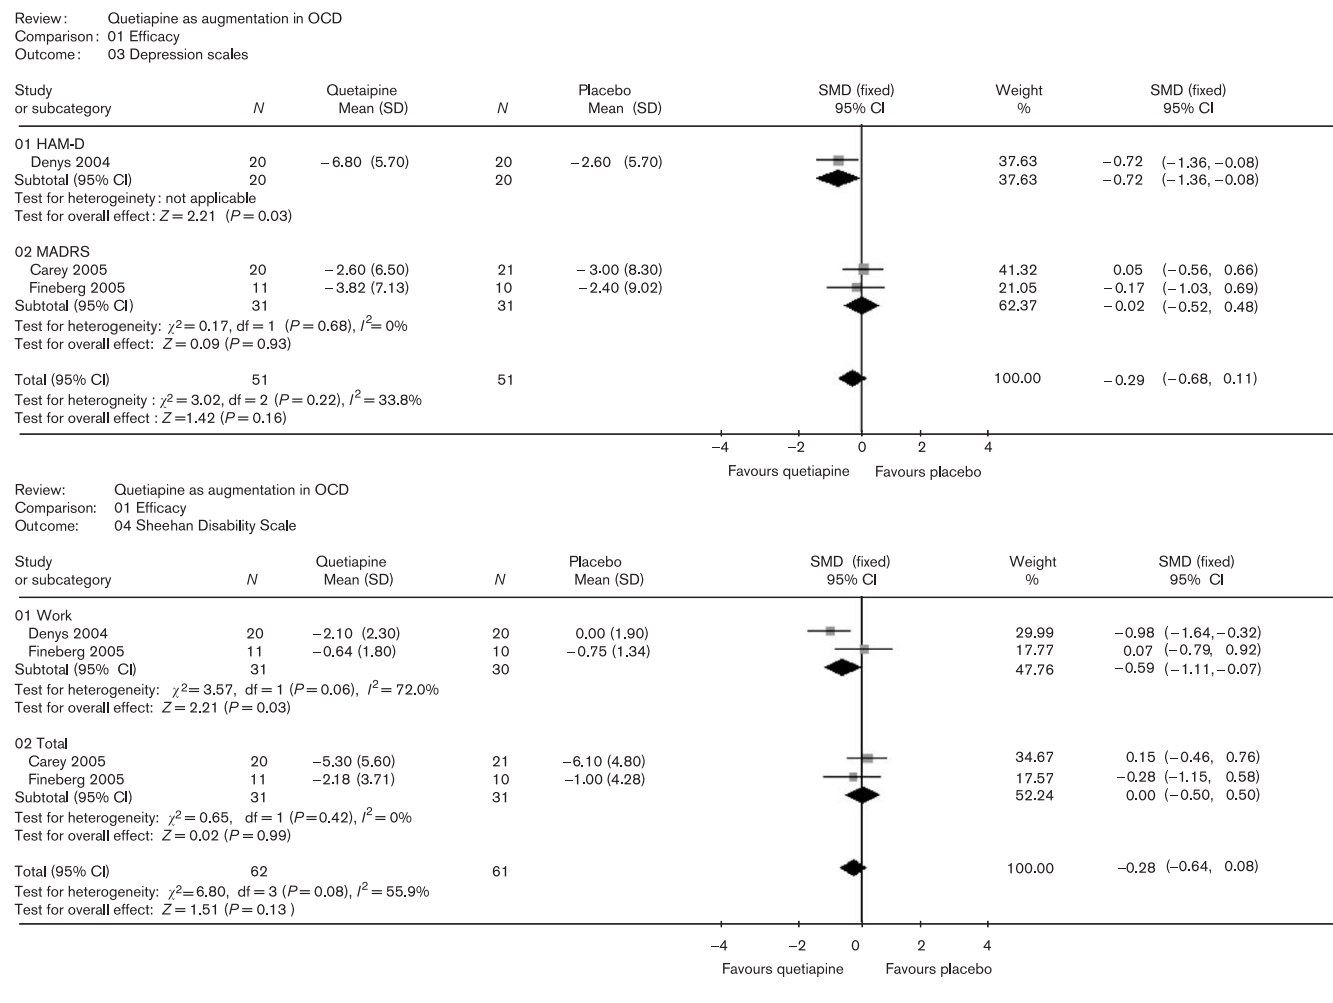 Review: Quetiapine as augmentation in OCD
Comparison: 01 Efficacy
Outcome: 03 Depression scales
Study Quetaipine Placebo SMD (fixed) Weight SMD (fixed)
or subcategory N Mean (SD) N Mean (SD) 95% CI % 95% CI
01 HAM-D
Denys 2004 20 −6.80 (5.70) 20 −2.60 (5.70) 37.63 −0.72 (−1.36, −0.08)
Subtotal (95% CI) 20 20 37.63 −0.72 (−1.36, −0.08)
Test for heterogeinety: not applicable
Test for overall effect: Z = 2.21 (P = 0.03)
02 MADRS
Carey 2005 20 −2.60 (6.50) 21 −3.00 (8.30) 41.32 0.05 (−0.56, 0.66)
Fineberg 2005 11 −3.82 (7.13) 10 −2.40 (9.02) 21.05 −0.17 (−1.03, 0.69)
Subtotal (95% CI) 31 31 62.37 −0.02 (−0.52, 0.48)
Test for heterogeneity: χ² = 0.17, df = 1 (P = 0.68), I² = 0%
Test for overall effect: Z = 0.09 (P = 0.93)
Total (95% CI) 51 51 100.00 −0.29 (−0.68, 0.11)
Test for heterogneity : χ² = 3.02, df = 2 (P = 0.22), I² = 33.8%
Test for overall effect : Z = 1.42 (P = 0.16)
−4 −2 0 2 4
Favours quetiapine Favours placebo
Review: Quetiapine as augmentation in OCD
Comparison: 01 Efficacy
Outcome: 04 Sheehan Disability Scale
Study Quetiapine Placebo SMD (fixed) Weight SMD (fixed)
or subcategory N Mean (SD) N Mean (SD) 95% CI % 95% CI
01 Work
Denys 2004 20 −2.10 (2.30) 20 0.00 (1.90) 29.99 −0.98 (−1.64, −0.32)
Fineberg 2005 11 −0.64 (1.80) 10 −0.75 (1.34) 17.77 0.07 (−0.79, 0.92)
Subtotal (95% CI) 31 30 47.76 −0.59 (−1.11, −0.07)
Test for heterogeneity: χ² = 3.57, df = 1 (P = 0.06), I² = 72.0%
Test for overall effect: Z = 2.21 (P = 0.03)
02 Total
Carey 2005 20 −5.30 (5.60) 21 −6.10 (4.80) 34.67 0.15 (−0.46, 0.76)
Fineberg 2005 11 −2.18 (3.71) 10 −1.00 (4.28) 17.57 −0.28 (−1.15, 0.58)
Subtotal (95% CI) 31 31 52.24 0.00 (−0.50, 0.50)
Test for heterogeneity: χ² = 0.65, df = 1 (P = 0.42), I² = 0%
Test for overall effect: Z = 0.02 (P = 0.99)
Total (95% CI) 62 61 100.00 −0.28 (−0.64, 0.08)
Test for heterogeneity: χ² = 6.80, df = 3 (P = 0.08), I² = 55.9%
Test for overall effect: Z = 1.51 (P = 0.13 )
−4 −2 0 2 4
Favours quetiapine Favours placebo